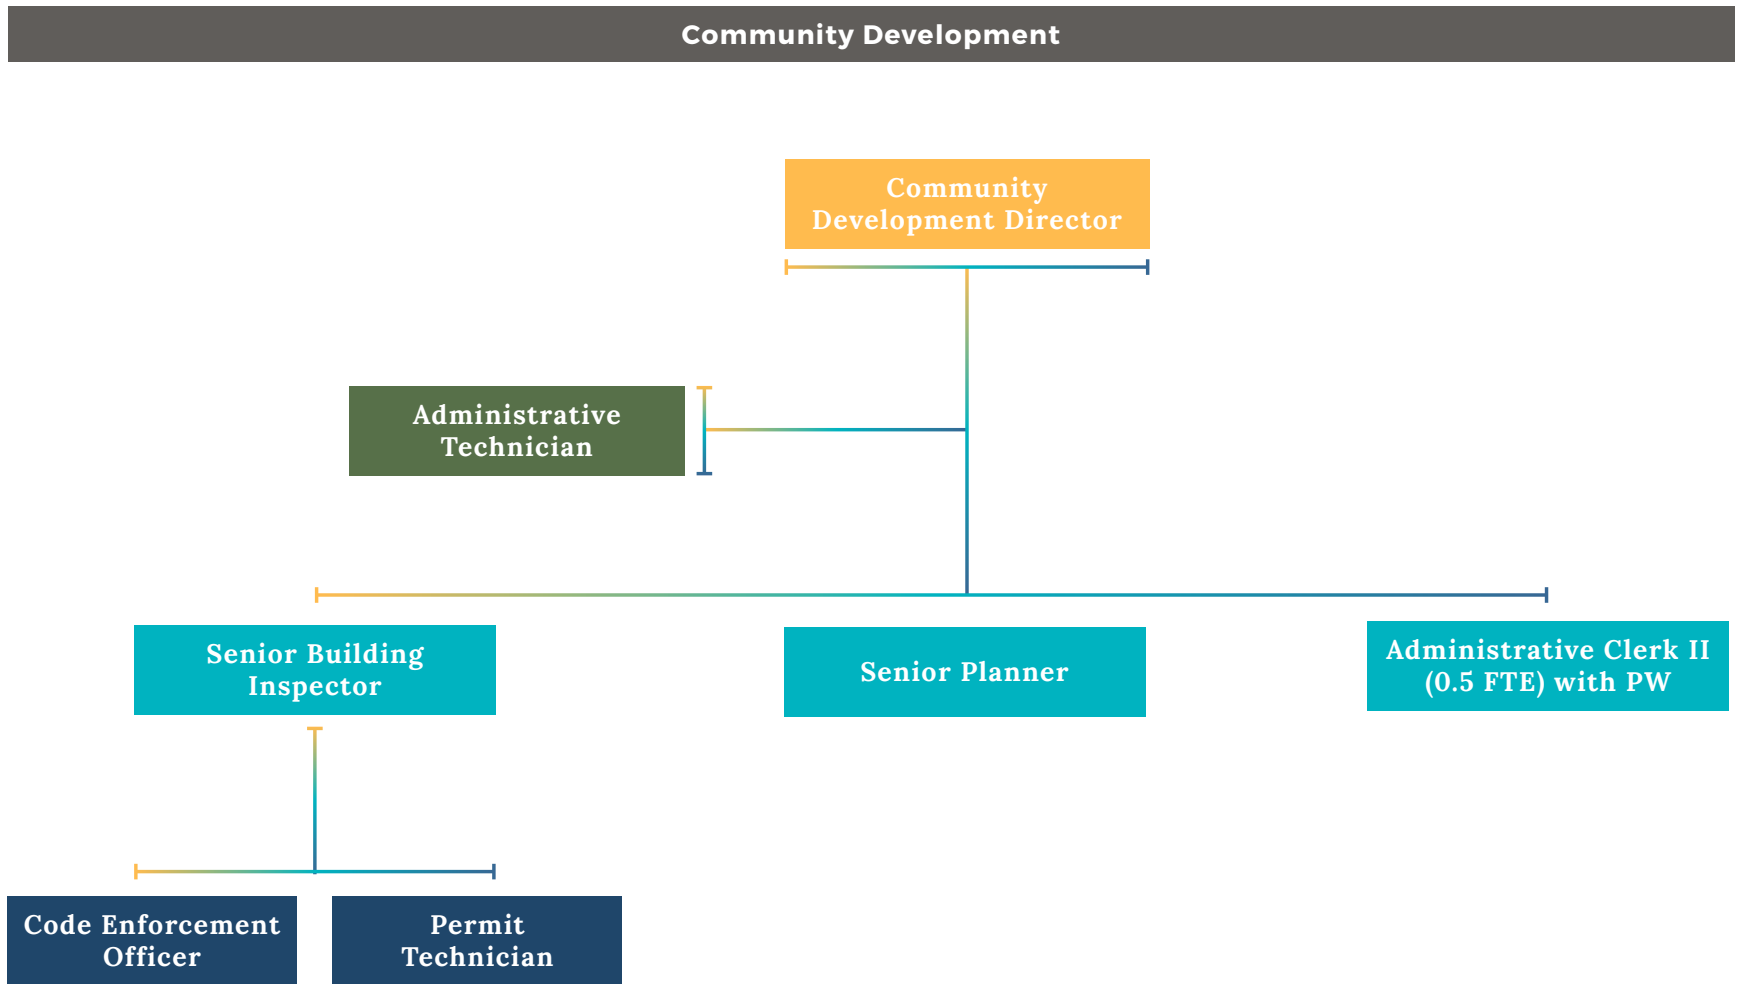 Community Development
Community
Development Director
Administrative
Technician
Senior Building
Inspector
Senior Planner
Administrative Clerk II
(0.5 FTE) with PW
Code Enforcement
Officer
Permit
Technician